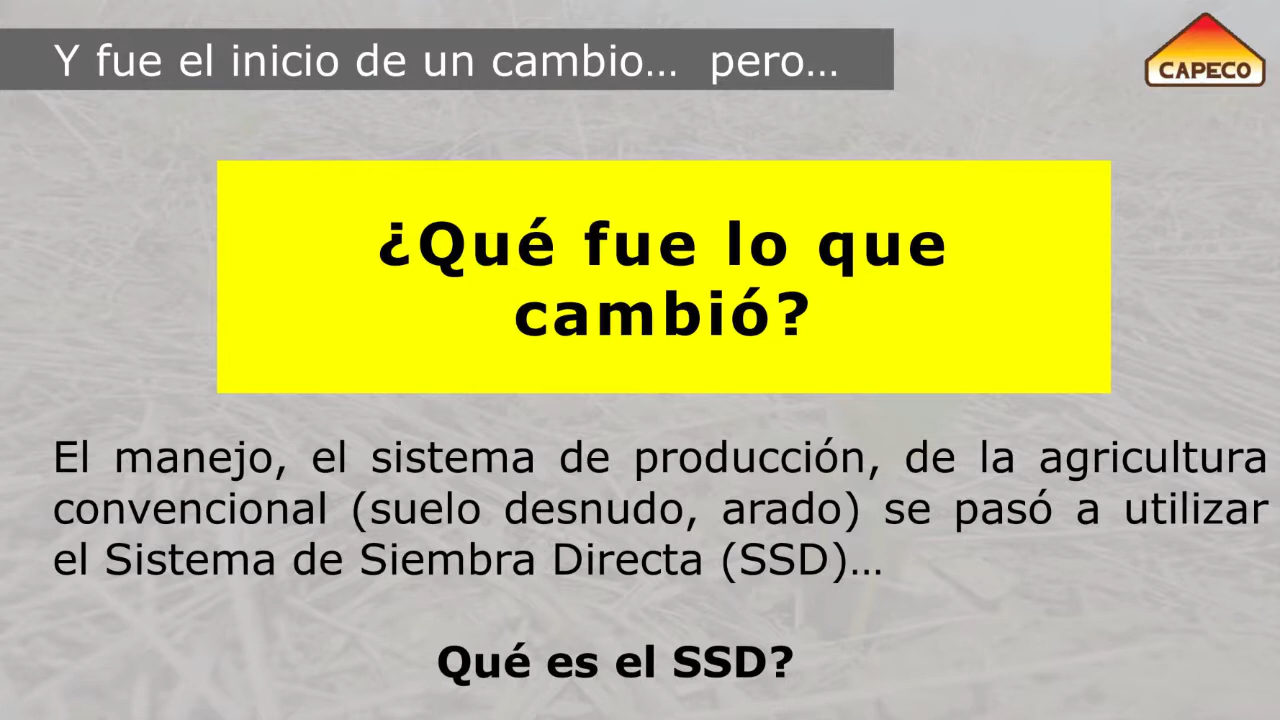 Y fue el inicio de un cambio… pero…
CAPECO
¿Qué fue lo que
cambió?
El manejo, el sistema de producción, de la agricultura
convencional (suelo desnudo, arado) se pasó a utilizar
el Sistema de Siembra Directa (SSD)…
Qué es el SSD?